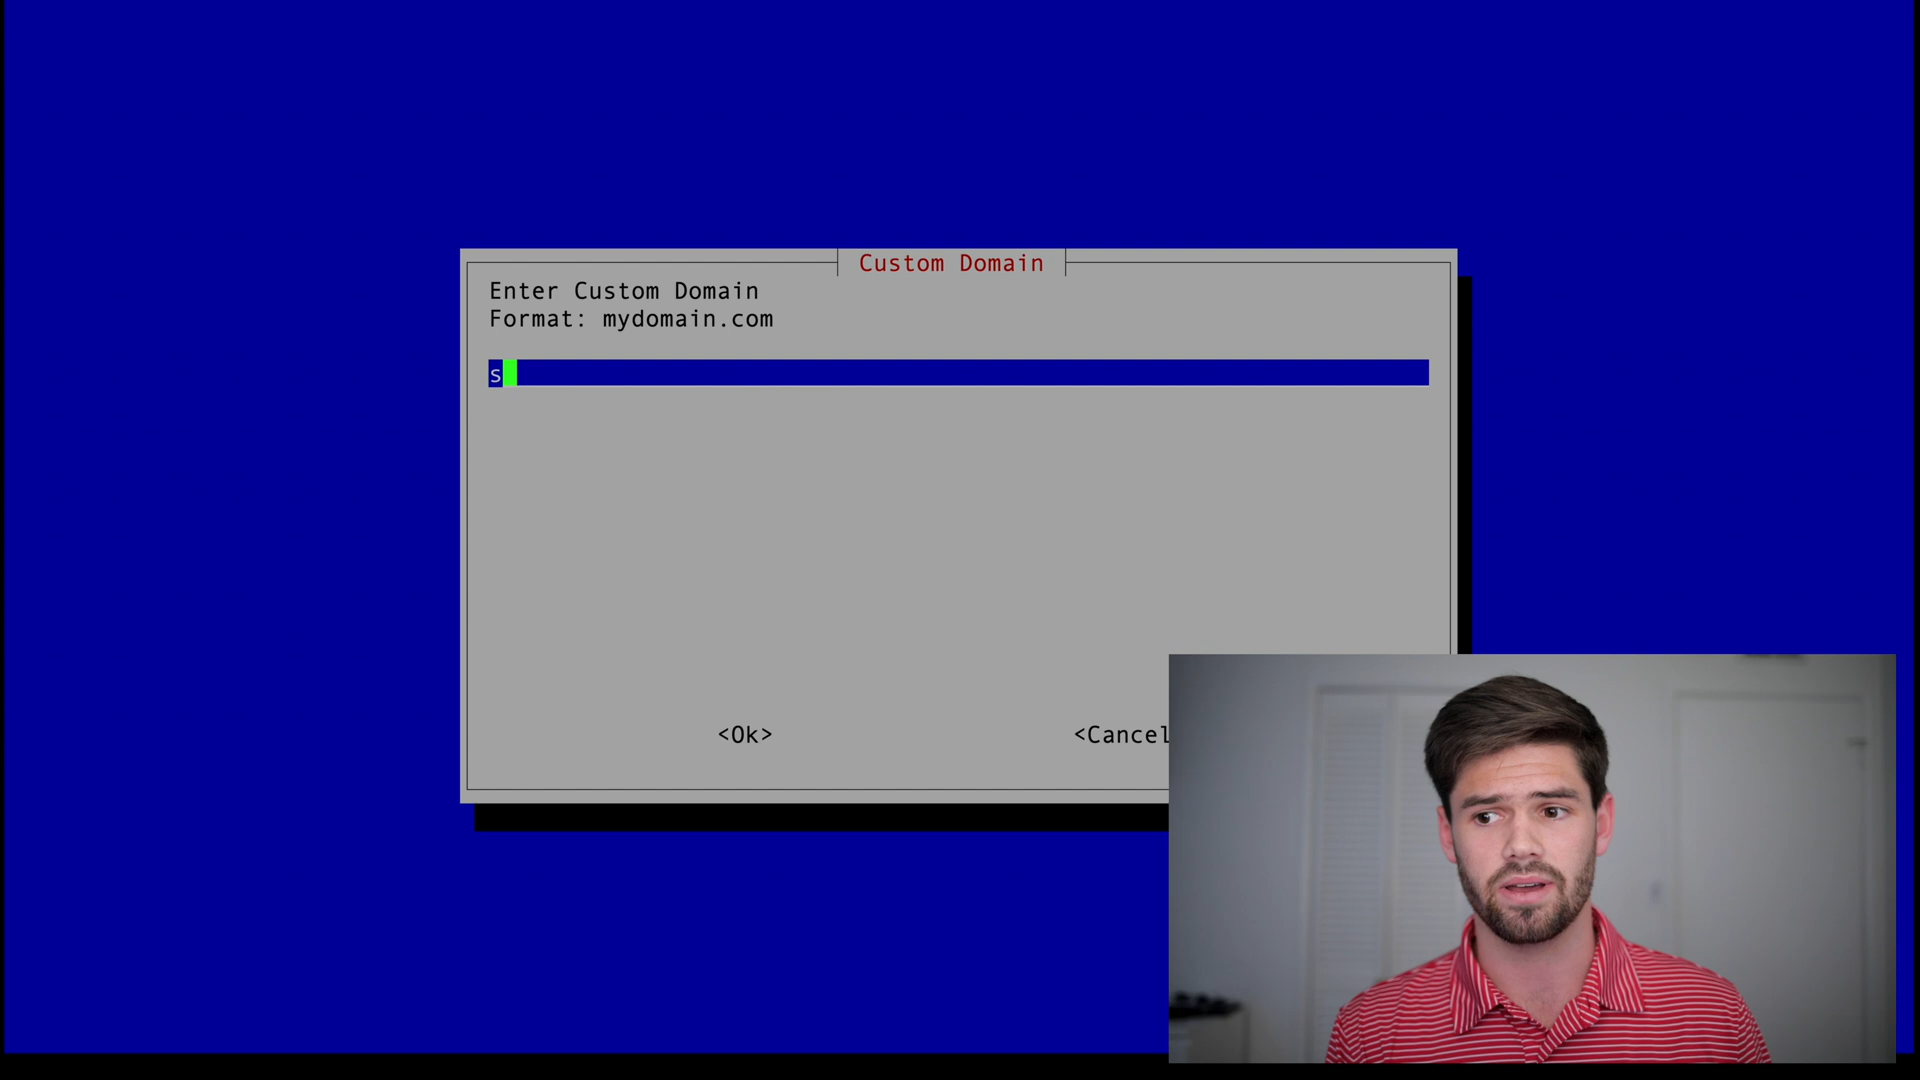 Custom Domain
Enter Custom Domain
Format: mydomain.com
s
<Ok>
<Cancel